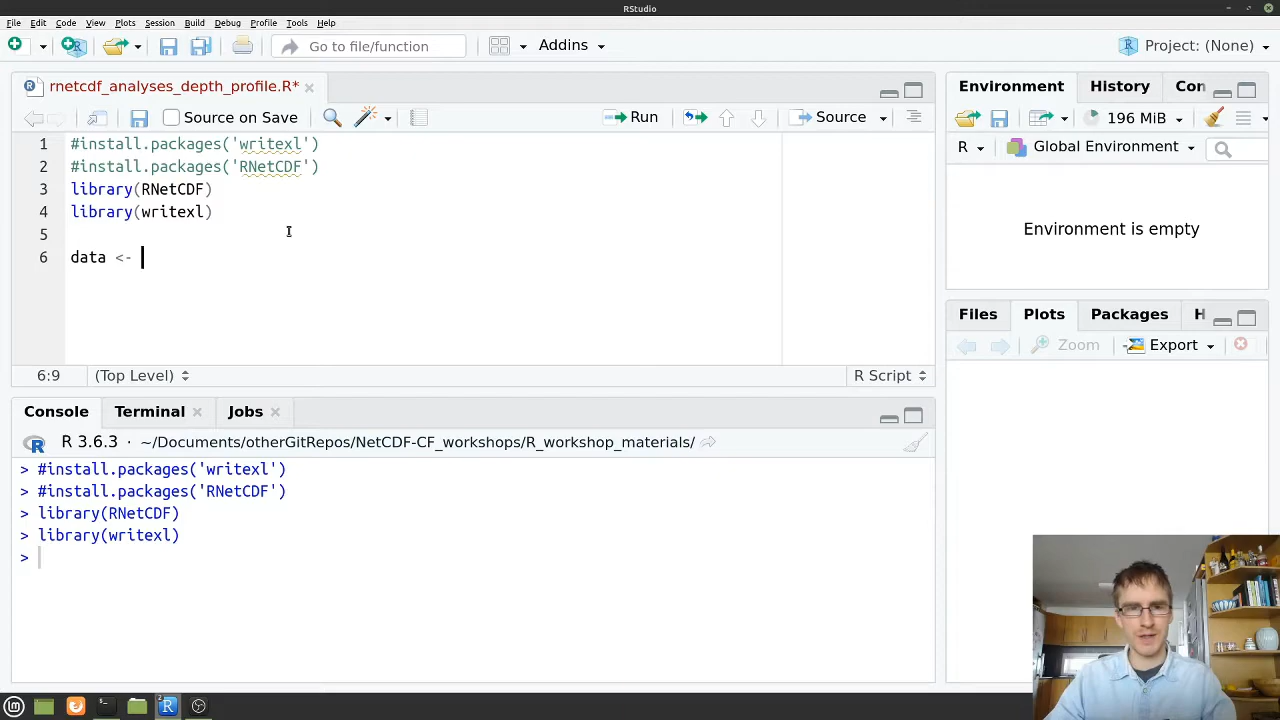 RStudio
File Edit Code View Plots Session Build Debug Profile Tools Help
Go to file/function Addins Project: (None)
rnetcdf_analyses_depth_profile.R*
Source on Save Run Source
1 #install.packages('writexl')
2 #install.packages('RNetCDF')
3 library(RNetCDF)
4 library(writexl)
5
6 data <-
6:9 (Top Level) R Script
Console Terminal Jobs
R 3.6.3 · ~/Documents/otherGitRepos/NetCDF-CF_workshops/R_workshop_materials/
> #install.packages('writexl')
> #install.packages('RNetCDF')
> library(RNetCDF)
> library(writexl)
>
Environment History Con
196 MiB
R Global Environment
Environment is empty
Files Plots Packages H
Zoom Export